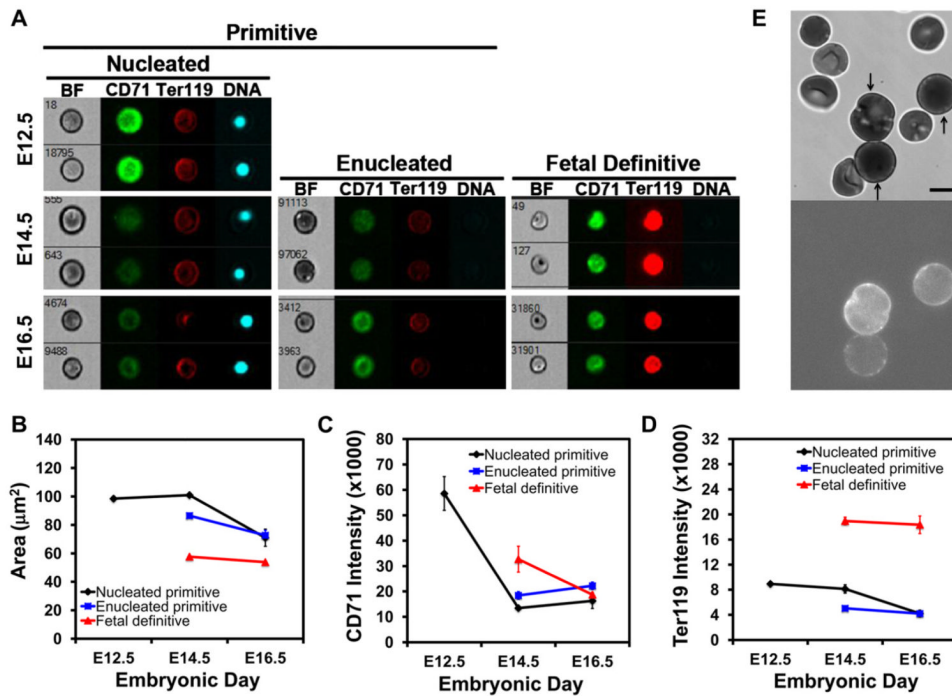 A
Primitive
Nucleated
BF CD71 Ter119 DNA
E12.5
18
18795
Enucleated
BF CD71 Ter119 DNA
Fetal Definitive
BF CD71 Ter119 DNA
E14.5
555
643
91113
97062
49
127
E16.5
4674
9488
3412
3963
31860
31901
E
B
140
120
100
80
60
40
20
0
Area (μm²)
Nucleated primitive
Enucleated primitive
Fetal definitive
E12.5 E14.5 E16.5
Embryonic Day
C
70
60
50
40
30
20
10
0
CD71 Intensity (x1000)
Nucleated primitive
Enucleated primitive
Fetal definitive
E12.5 E14.5 E16.5
Embryonic Day
D
32
28
24
20
16
12
8
4
0
Ter119 Intensity (x1000)
Nucleated primitive
Enucleated primitive
Fetal definitive
E12.5 E14.5 E16.5
Embryonic Day